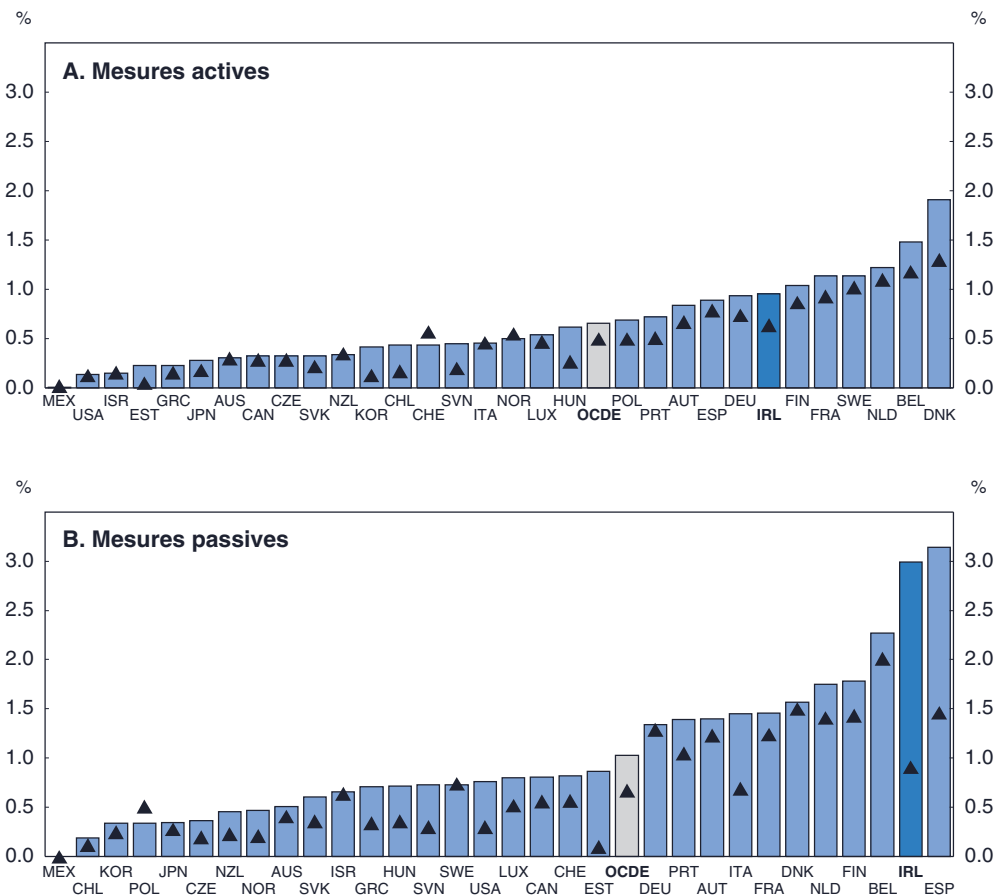 % %
A. Mesures actives
3.0 3.0
2.5 2.5
2.0 2.0
1.5 1.5
1.0 1.0
0.5 0.5
0.0 0.0
MEX ISR GRC AUS CZE NZL CHL SVN NOR HUN POL AUT DEU FIN SWE BEL
USA EST JPN CAN SVK KOR CHE ITA LUX OCDE PRT ESP IRL FRA NLD DNK
% %
B. Mesures passives
3.0 3.0
2.5 2.5
2.0 2.0
1.5 1.5
1.0 1.0
0.5 0.5
0.0 0.0
MEX KOR JPN NZL AUS ISR HUN SWE LUX CHE OCDE PRT ITA DNK FIN IRL
CHL POL CZE NOR SVK GRC SVN USA CAN EST DEU AUT FRA NLD BEL ESP